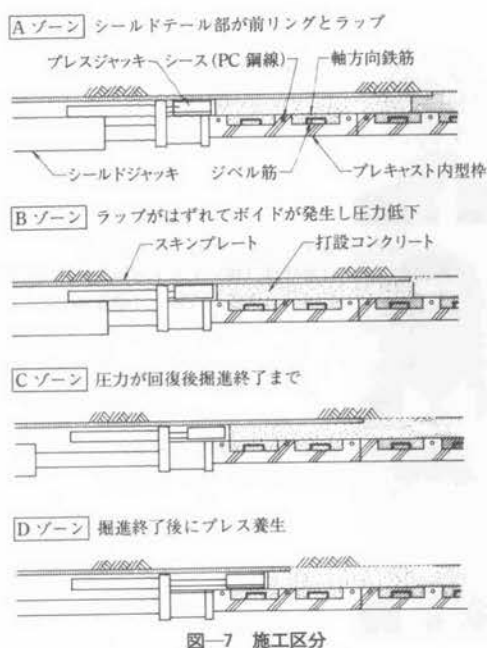 Aゾーン シールドテール部が前リングとラップ
プレスジャッキ シース(PC 鋼線) 軸方向鉄筋
シールドジャッキ ジベル筋 プレキャスト内型枠
Bゾーン ラップがはずれてボイドが発生し圧力低下
スキンプレート 打設コンクリート
Cゾーン 圧力が回復後掘進終了まで
Dゾーン 掘進終了後にプレス養生
図―7 施工区分